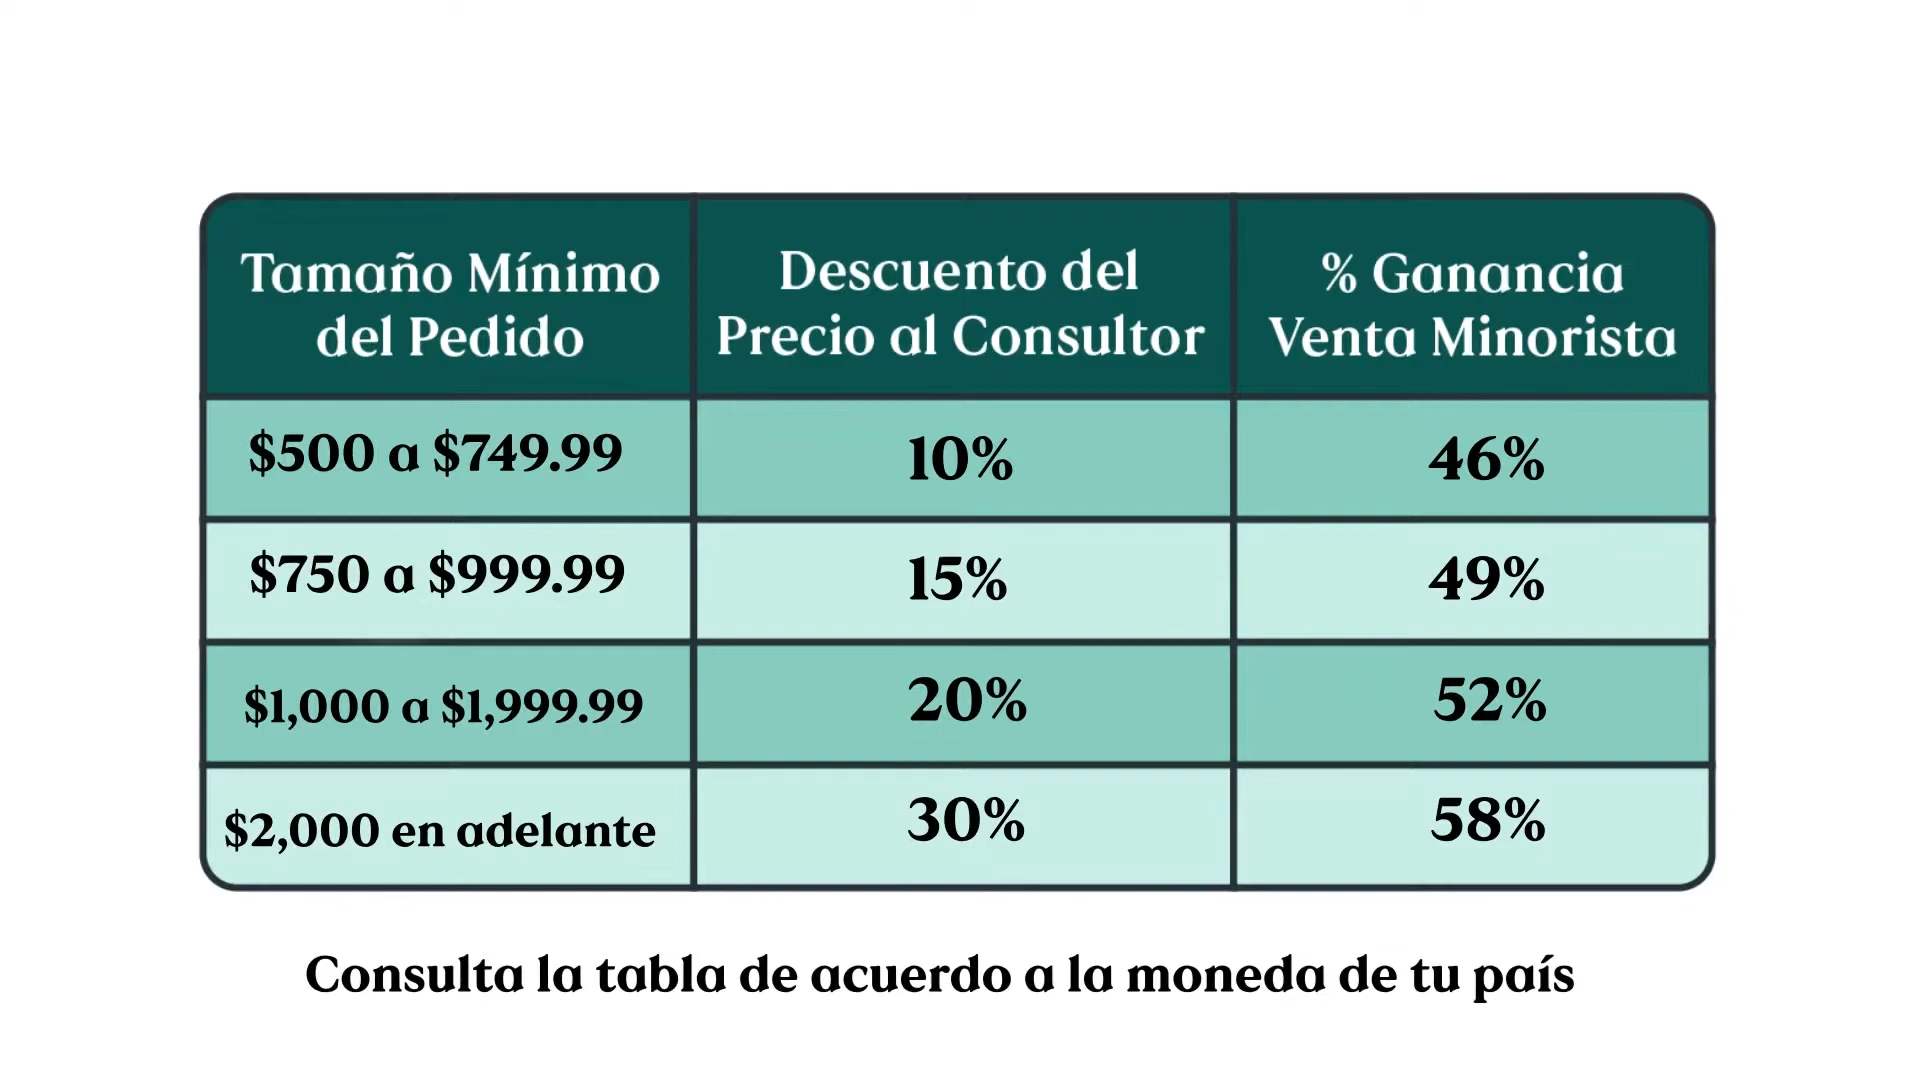 Tamaño Mínimo
del Pedido
Descuento del
Precio al Consultor
% Ganancia
Venta Minorista
$500 a $749.99
10%
46%
$750 a $999.99
15%
49%
$1,000 a $1,999.99
20%
52%
$2,000 en adelante
30%
58%
Consulta la tabla de acuerdo a la moneda de tu país